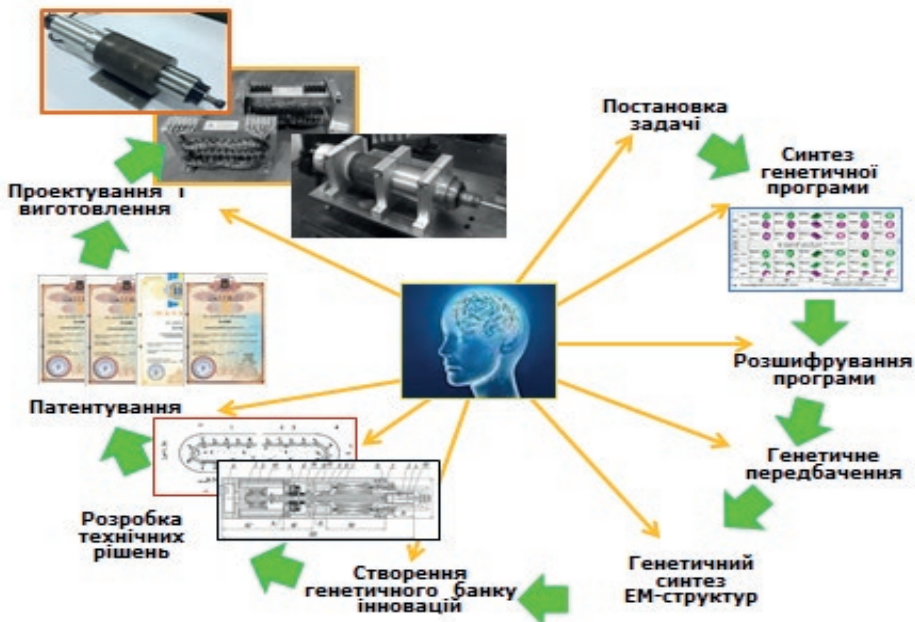 Постановка
задачі
Синтез
генетичної
програми
Розшифрування
програми
Генетичне
передбачення
Генетичний
синтез
ЕМ-структур
Створення
генетичного банку
інновацій
Розробка
технічних
рішень
Патентування
Проектування і
виготовлення